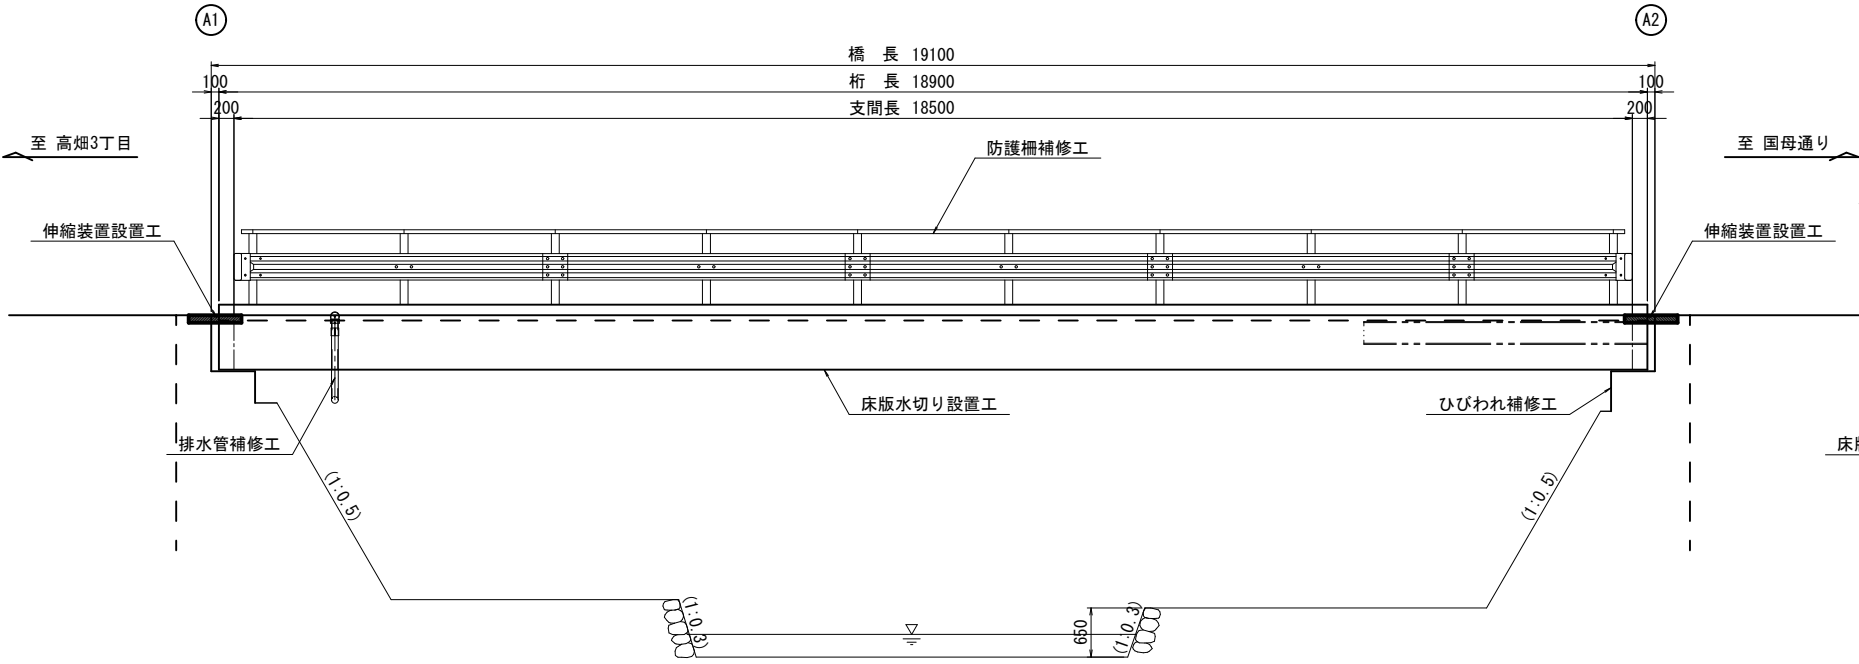 A1
A2
橋　長 19100
100
桁　長 18900
100
200
支間長 18500
200
至 高畑3丁目
防護柵補修工
至 国母通り
伸縮装置設置工
伸縮装置設置工
床版水切り設置工
ひびわれ補修工
排水管補修工
床
(1:0.5)
(1:0.5)
(1:0.3)
650
(1:0.3)